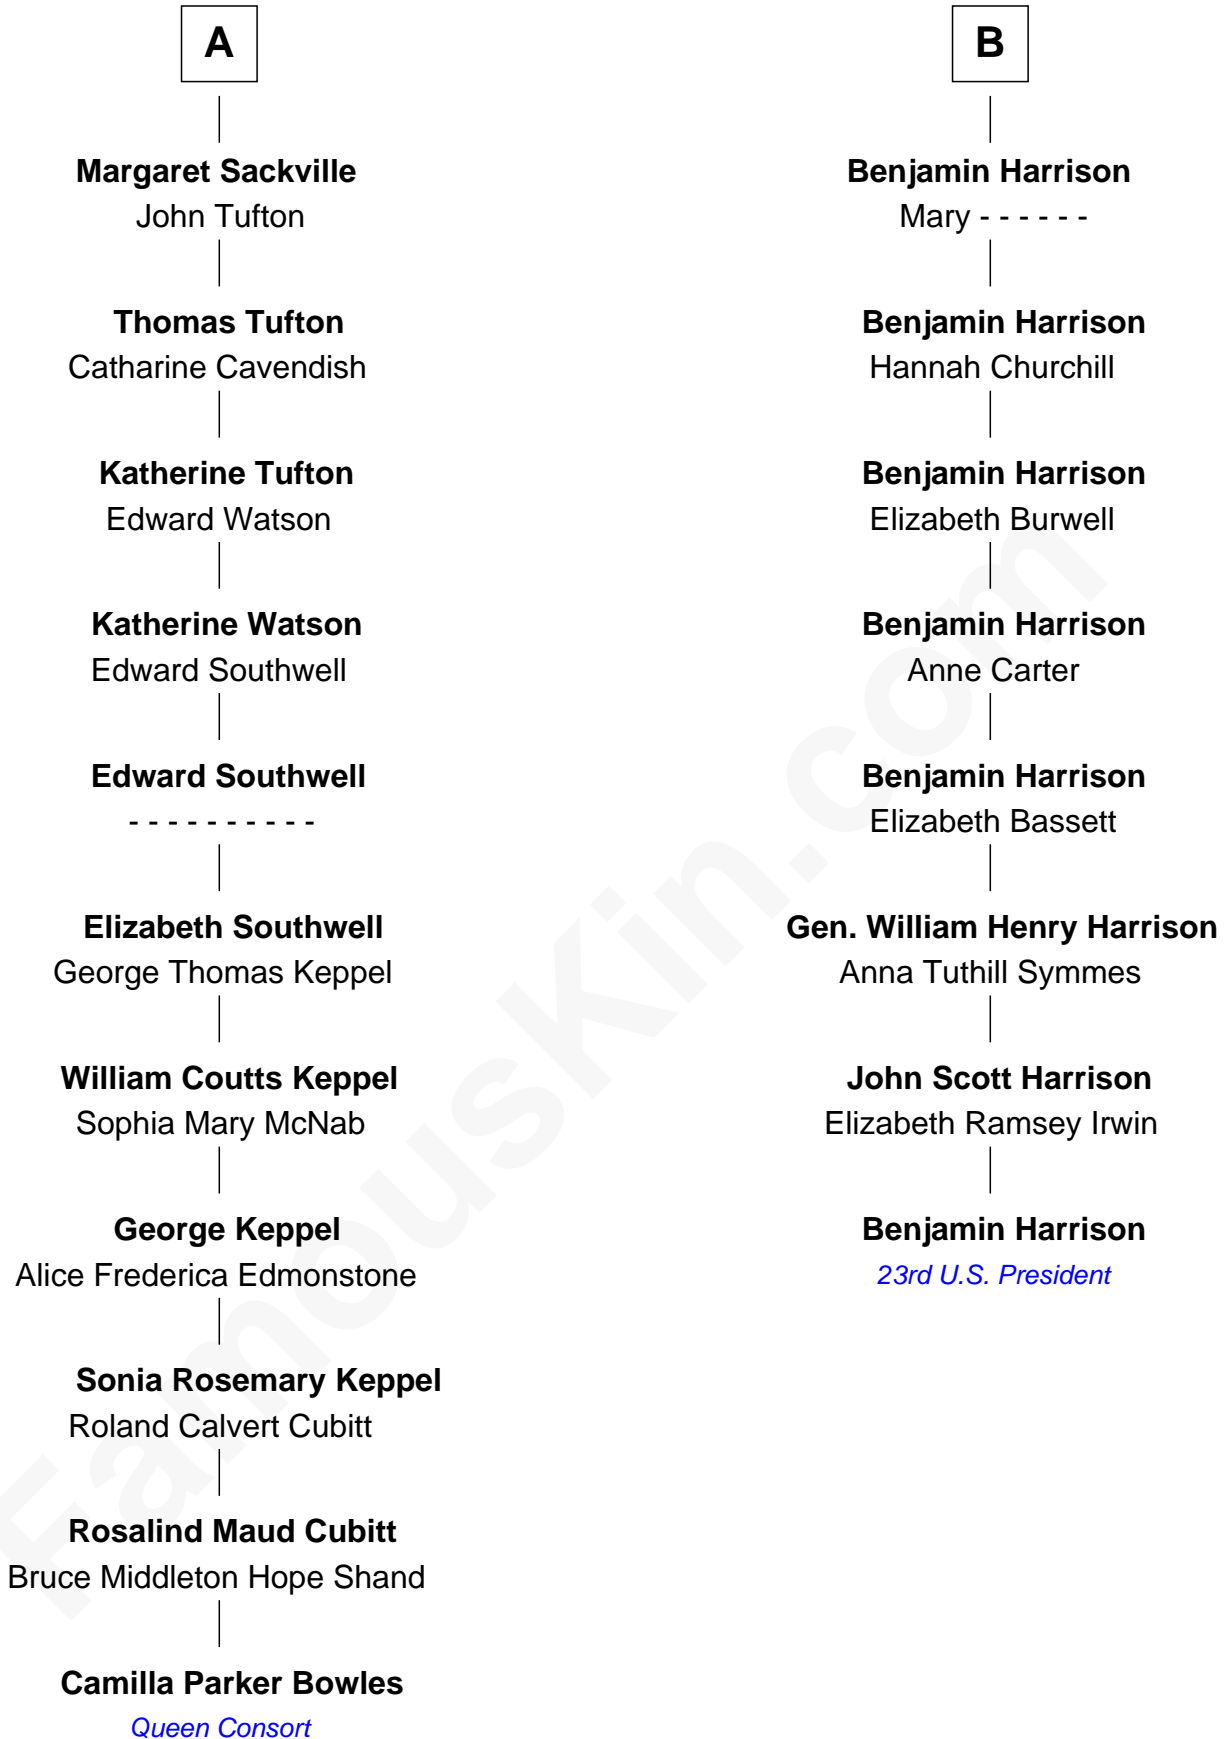 A
Margaret Sackville
John Tufton
Thomas Tufton
Catharine Cavendish
Katherine Tufton
Edward Watson
Katherine Watson
Edward Southwell
Edward Southwell
- - - - - - - - - -
Elizabeth Southwell
George Thomas Keppel
William Coutts Keppel
Sophia Mary McNab
George Keppel
Alice Frederica Edmonstone
Sonia Rosemary Keppel
Roland Calvert Cubitt
Rosalind Maud Cubitt
Bruce Middleton Hope Shand
Camilla Parker Bowles
Queen Consort
B
Benjamin Harrison
Mary - - - - - -
Benjamin Harrison
Hannah Churchill
Benjamin Harrison
Elizabeth Burwell
Benjamin Harrison
Anne Carter
Benjamin Harrison
Elizabeth Bassett
Gen. William Henry Harrison
Anna Tuthill Symmes
John Scott Harrison
Elizabeth Ramsey Irwin
Benjamin Harrison
23rd U.S. President
FamousKin.com